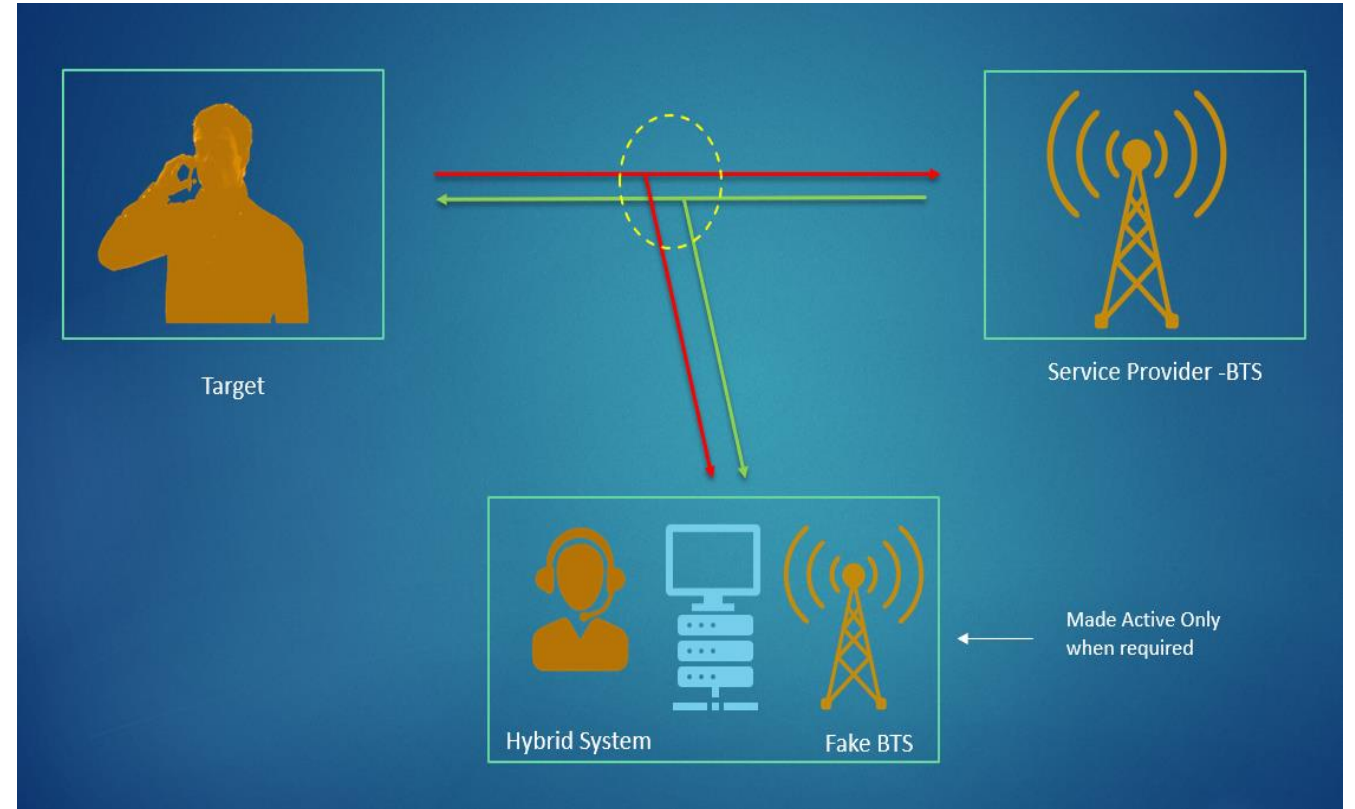 Target
Service Provider -BTS
Made Active Only
when required
Hybrid System
Fake BTS